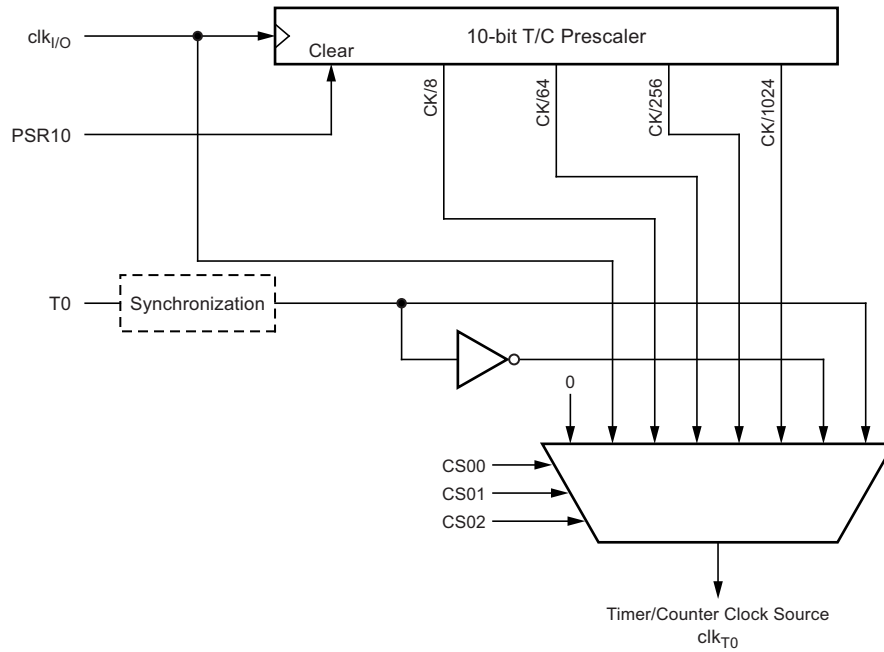 clkI/O
10-bit T/C Prescaler
Clear
PSR10
CK/8
CK/64
CK/256
CK/1024
T0
Synchronization
0
CS00
CS01
CS02
Timer/Counter Clock Source
clkT0